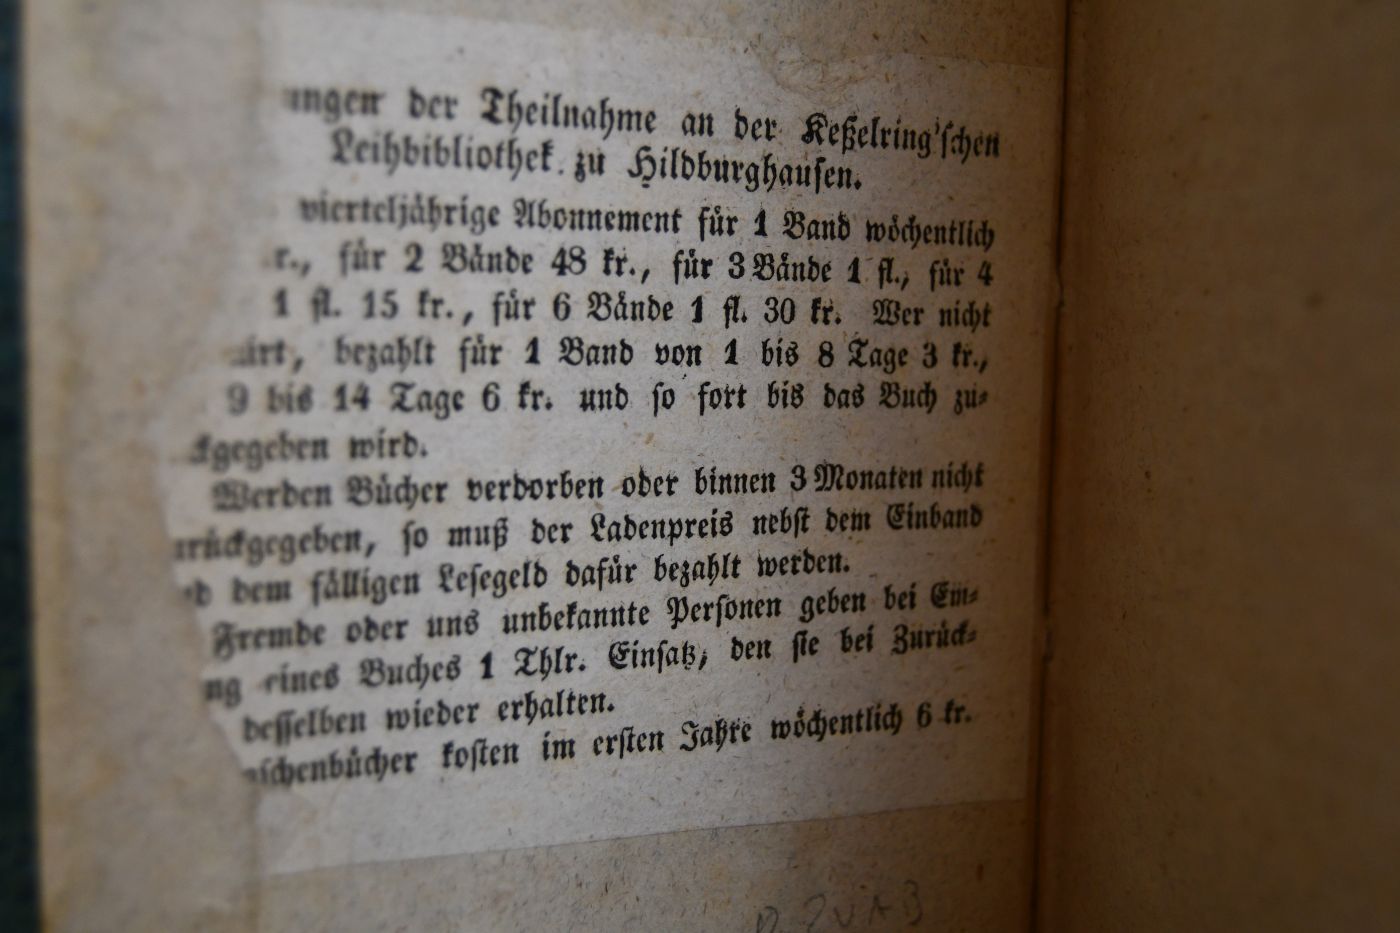 ungen der Theilnahme an der Keßelring'schen
Leihbibliothek zu Hildburghausen.
vierteljährige Abonnement für 1 Band wöchentlich
r., für 2 Bände 48 kr., für 3 Bände 1 fl., für 4
1 fl. 15 kr., für 6 Bände 1 fl. 30 kr. Wer nicht
irt, bezahlt für 1 Band von 1 bis 8 Tage 3 kr.,
9 bis 14 Tage 6 kr. und so fort bis das Buch zu-
ckgegeben wird.
Werden Bücher verdorben oder binnen 3 Monaten nicht
urückgegeben, so muß der Ladenpreis nebst dem Einband
d dem fälligen Lesegeld dafür bezahlt werden.
Fremde oder uns unbekannte Personen geben bei Em-
ng eines Buches 1 Thlr. Einsatz, den sie bei Zurück-
desselben wieder erhalten.
aschenbücher kosten im ersten Jahre wöchentlich 6 kr.